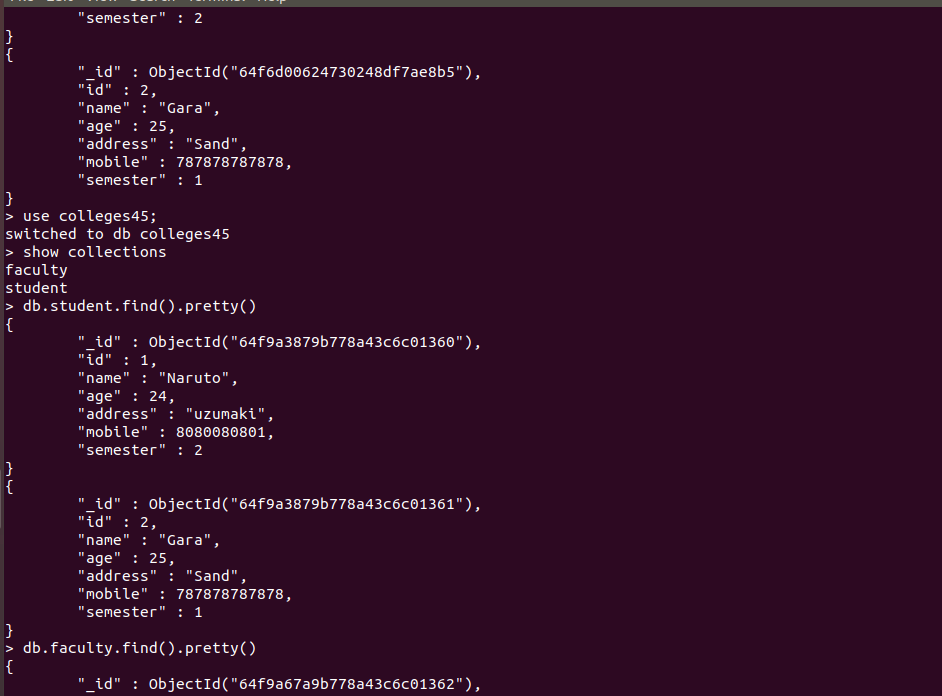 "semester" : 2
}
{
"_id" : ObjectId("64f6d00624730248df7ae8b5"),
"id" : 2,
"name" : "Gara",
"age" : 25,
"address" : "Sand",
"mobile" : 787878787878,
"semester" : 1
}
> use colleges45;
switched to db colleges45
> show collections
faculty
student
> db.student.find().pretty()
{
"_id" : ObjectId("64f9a3879b778a43c6c01360"),
"id" : 1,
"name" : "Naruto",
"age" : 24,
"address" : "uzumaki",
"mobile" : 8080080801,
"semester" : 2
}
{
"_id" : ObjectId("64f9a3879b778a43c6c01361"),
"id" : 2,
"name" : "Gara",
"age" : 25,
"address" : "Sand",
"mobile" : 787878787878,
"semester" : 1
}
> db.faculty.find().pretty()
{
"_id" : ObjectId("64f9a67a9b778a43c6c01362"),